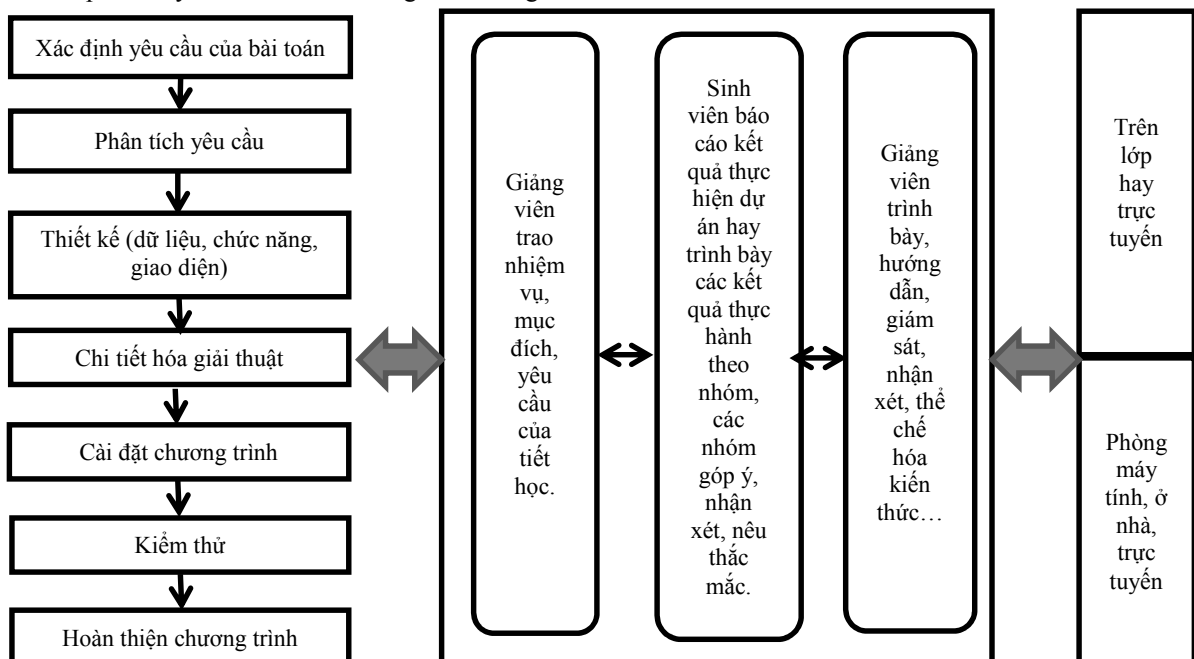 Xác định yêu cầu của bài toán
Phân tích yêu cầu
Thiết kế (dữ liệu, chức năng,
giao diện)
Chi tiết hóa giải thuật
Cài đặt chương trình
Kiểm thử
Hoàn thiện chương trình
Giảng
viên
trao
nhiệm
vụ,
mục
đích,
yêu
cầu
của
tiết
học.
Sinh
viên báo
cáo kết
quả thực
hiện dự
án hay
trình bày
các kết
quả thực
hành
theo
nhóm,
các
nhóm
góp ý,
nhận
xét, nêu
thắc
mắc.
Giảng
viên
trình
bày,
hướng
dẫn,
giám
sát,
nhận
xét, thể
chế
hóa
kiến
thức…
Trên
lớp
hay
trực
tuyến
Phòng
máy
tính, ở
nhà,
trực
tuyến